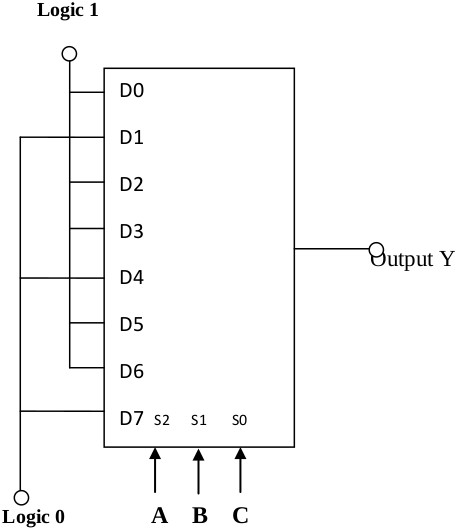 Logic 1
D0
D1
D2
D3
Output Y
D4
D5
D6
D7 S2 S1 S0
A B C
Logic 0